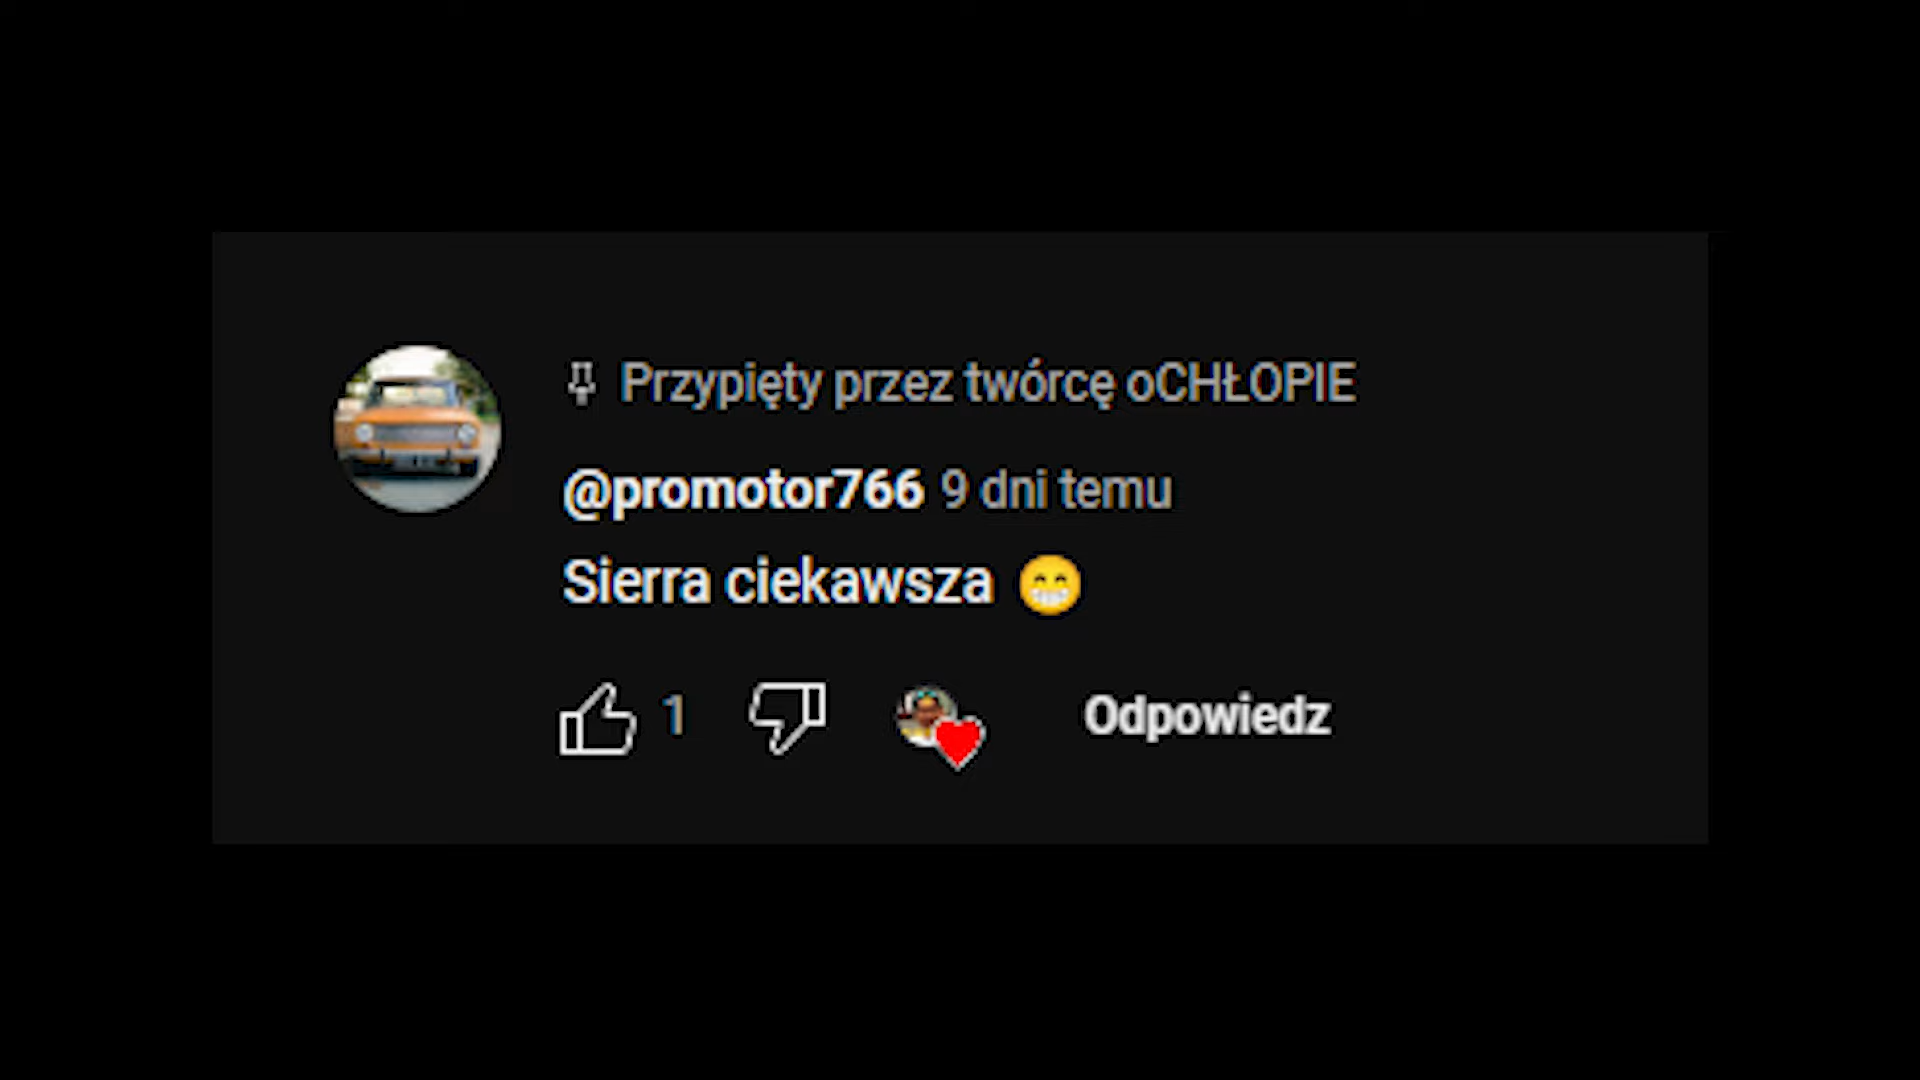 Przypięty przez twórcę oCHŁOPIE
@promotor766 9 dni temu
Sierra ciekawsza 😁
1
Odpowiedz